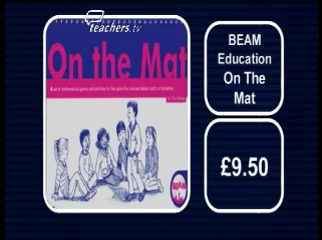 teachers.tv
On the Mat
BEAM
Education
On The
Mat
£9.50